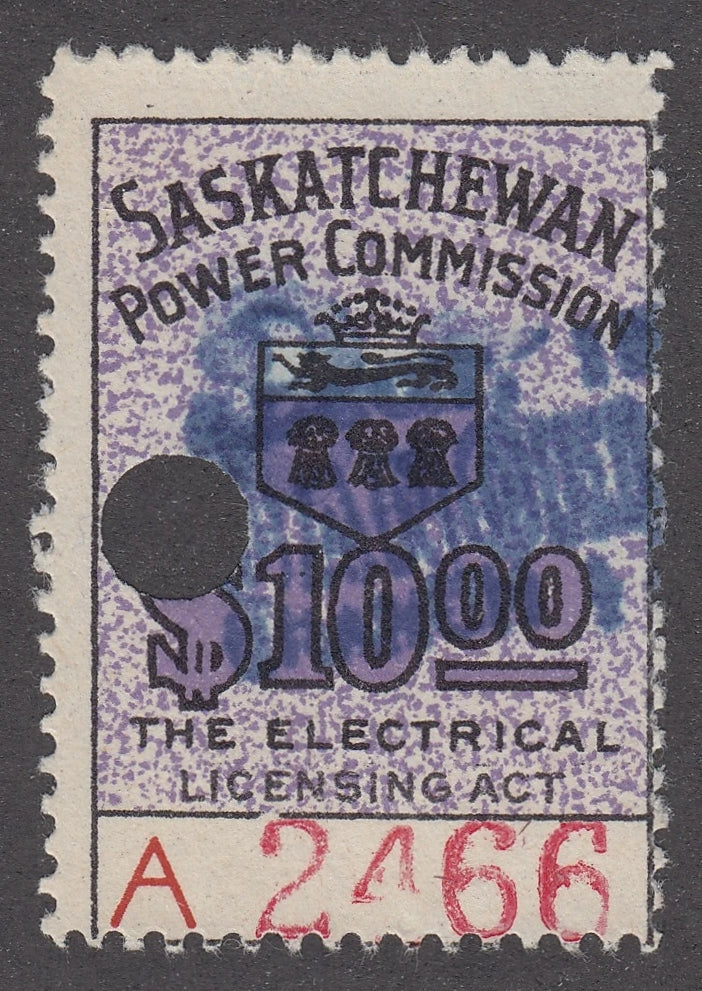 SASKATCHEWAN
POWER COMMISSION
$10 00
THE ELECTRICAL
LICENSING ACT
A 2466